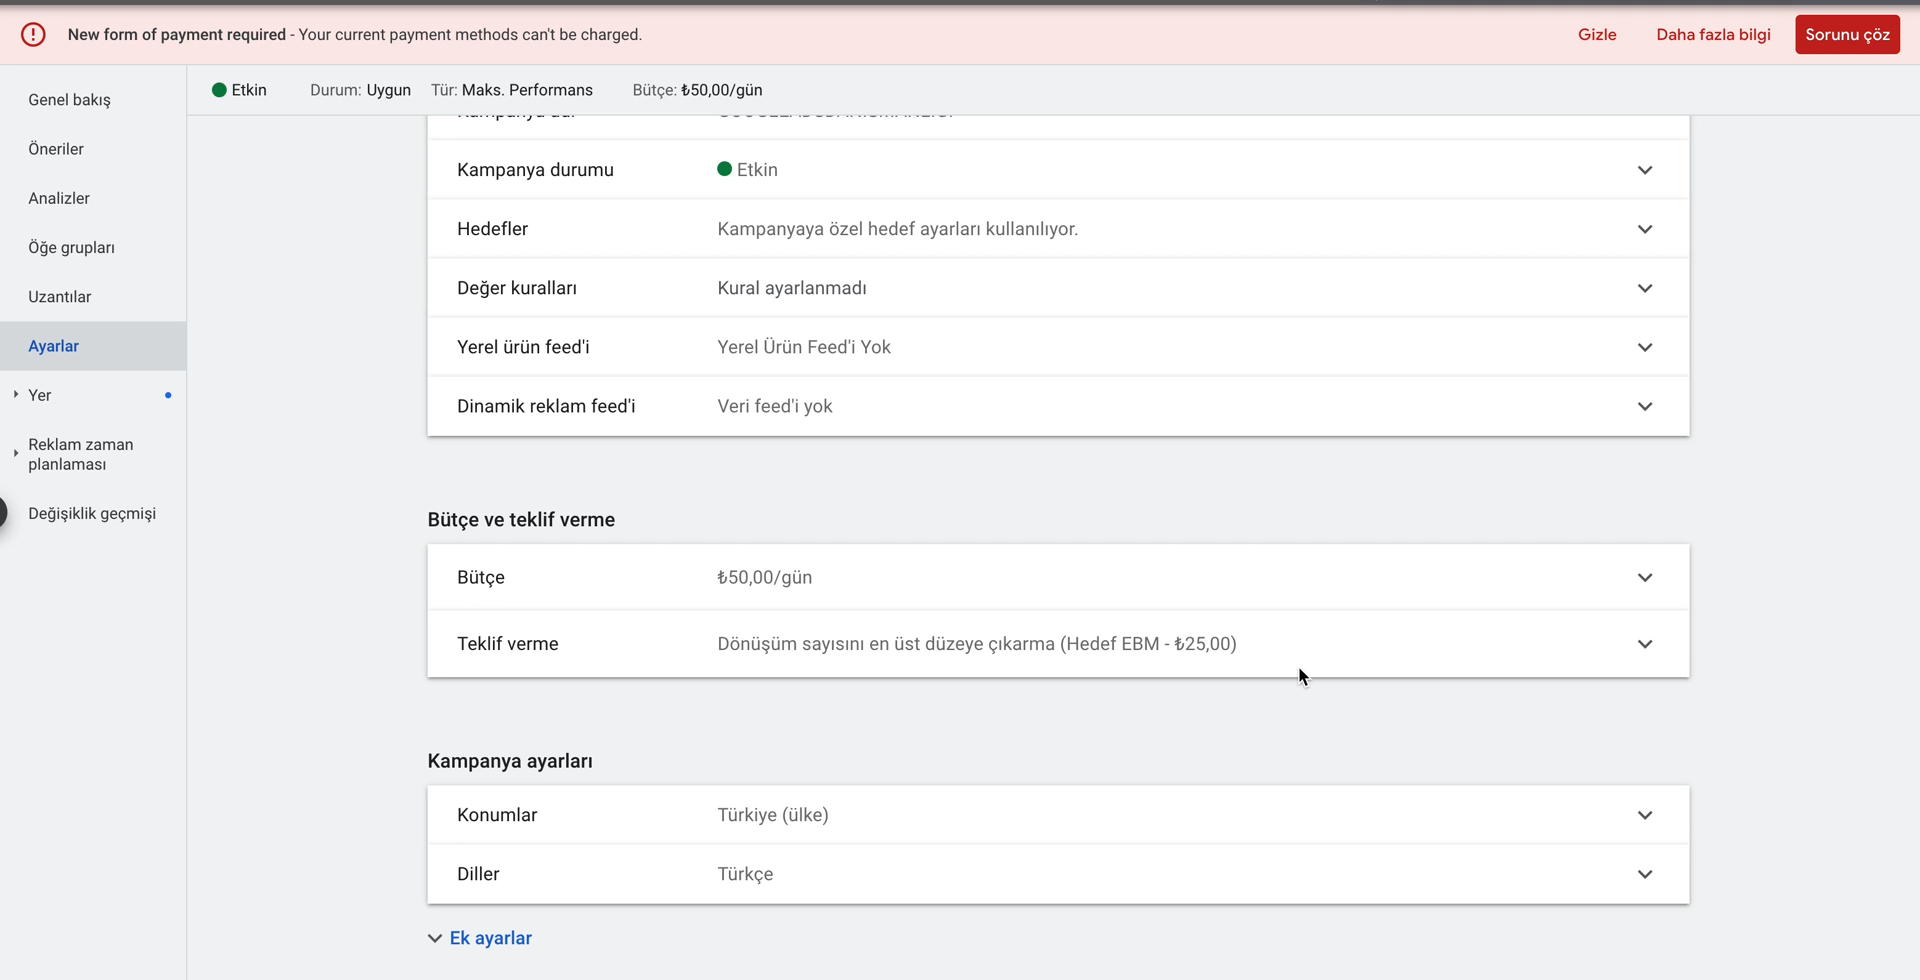 New form of payment required - Your current payment methods can't be charged.
Gizle
Daha fazla bilgi
Sorunu çöz
Etkin
Durum: Uygun
Tür: Maks. Performans
Bütçe: ₺50,00/gün
Genel bakış
Öneriler
Analizler
Öğe grupları
Uzantılar
Ayarlar
Yer
Reklam zaman
planlaması
Değişiklik geçmişi
Kampanya durumu
Etkin
Hedefler
Kampanyaya özel hedef ayarları kullanılıyor.
Değer kuralları
Kural ayarlanmadı
Yerel ürün feed'i
Yerel Ürün Feed'i Yok
Dinamik reklam feed'i
Veri feed'i yok
Bütçe ve teklif verme
Bütçe
₺50,00/gün
Teklif verme
Dönüşüm sayısını en üst düzeye çıkarma (Hedef EBM - ₺25,00)
Kampanya ayarları
Konumlar
Türkiye (ülke)
Diller
Türkçe
Ek ayarlar